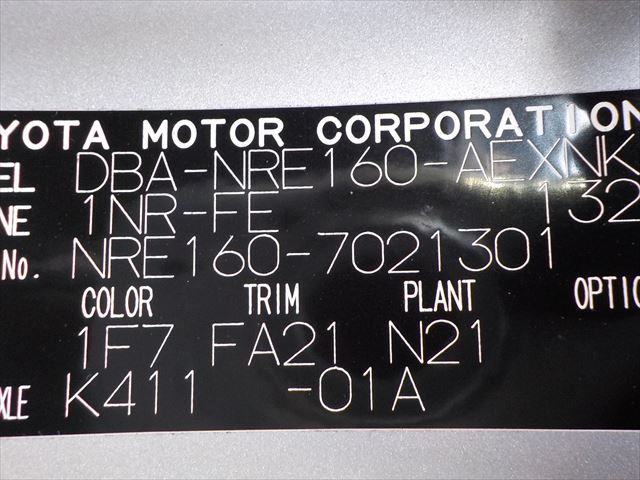 YOTA MOTOR CORPORATION
EL DBA-NRE160-AEXNK
NE 1NR-FE 132
No. NRE160-7021301
COLOR TRIM PLANT OPTIO
1F7 FA21 N21
XLE K411 -01A